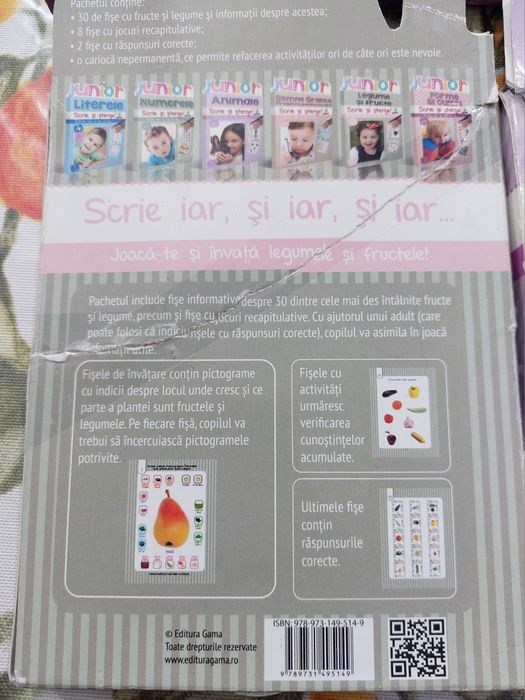 Pachetul conține:
• 30 de fișe cu fructe și legume și informații despre acestea;
• 8 fișe cu jocuri recapitulative;
• 2 fișe cu răspunsuri corecte;
• o cariocă nepermanentă, ce permite refacerea activităților ori de câte ori este nevoie.
Junior Junior Junior Junior Junior Junior
Literele Numerele Animale Semne Grafice Legume și Fructe Forme
Scrie și șterge! Scrie și șterge! Scrie și șterge! Scrie și șterge! Scrie și șterge! Scrie și șterge!
Scrie iar, și iar, și iar...
Joacă-te și învață legumele și fructele!
Pachetul include fișe informative despre 30 dintre cele mai des întâlnite fructe
și legume, precum și fișe cu jocuri recapitulative. Cu ajutorul unui adult (care
poate folosi ca indiciu fișele cu răspunsuri corecte), copilul va asimila în joacă
informații utile.
Fișele de învățare conțin pictograme
cu indicii despre locul unde cresc și ce
parte a plantei sunt fructele și
legumele. Pe fiecare fișă, copilul va
trebui să încercuiască pictogramele
potrivite.
Fișele cu
activități
urmăresc
verificarea
cunoștințelor
acumulate.
Ultimele fișe
conțin
răspunsurile
corecte.
© Editura Gama
Toate drepturile rezervate
www.edituragama.ro
ISBN: 978-973-149-514-9
9 789731 495149